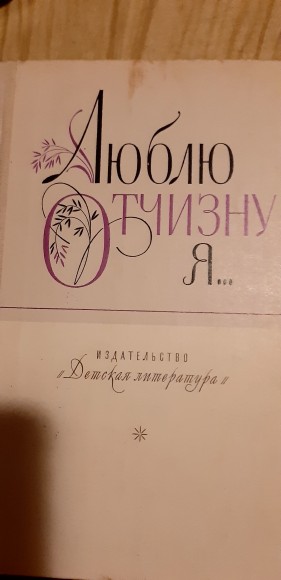 Люблю
Отчизну
Я...
ИЗДАТЕЛЬСТВО
"Детская литература"